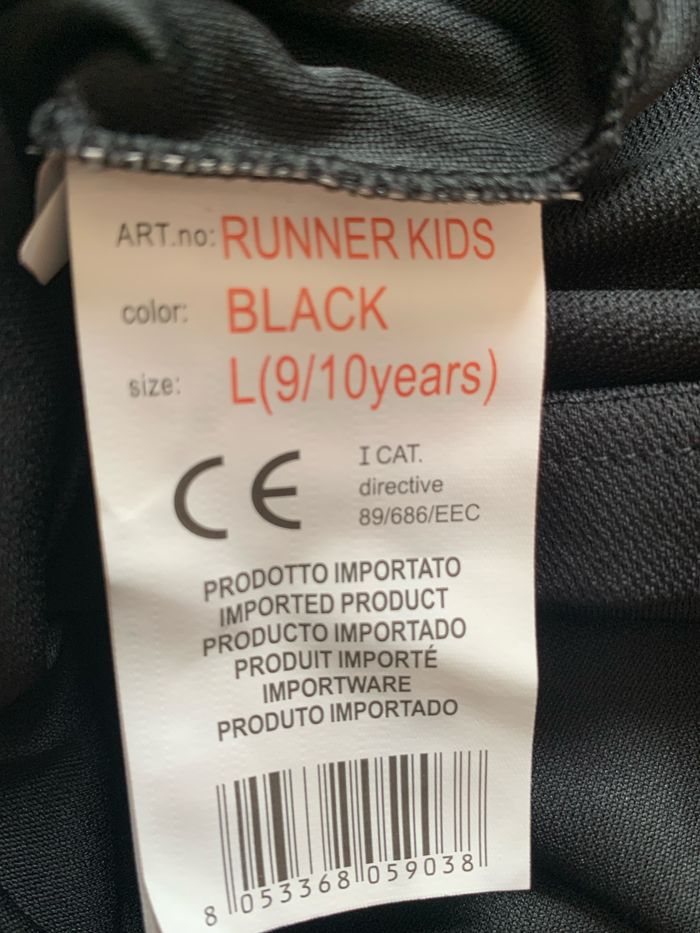 ART.no: RUNNER KIDS
color: BLACK
size: L(9/10years)
CE
I CAT.
directive
89/686/EEC
PRODOTTO IMPORTATO
IMPORTED PRODUCT
PRODUCTO IMPORTADO
PRODUIT IMPORTÉ
IMPORTWARE
PRODUTO IMPORTADO
8 053368 059038